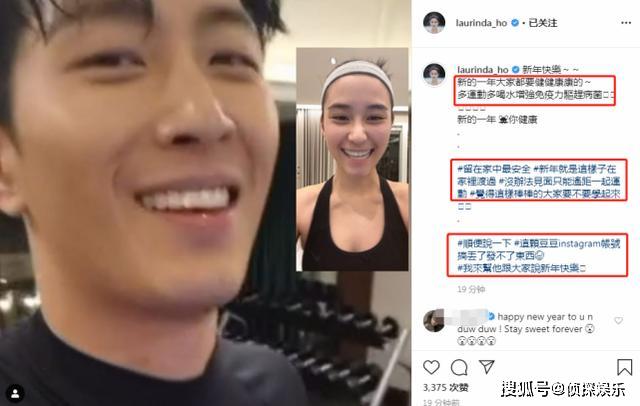 laurinda_ho • 已关注
laurinda_ho 新年快樂~~
新的一年大家都要健健康康的~
多運動多喝水增強免疫力驅趕病菌
新的一年 你健康
.
.
#留在家中最安全 #新年就是這樣子在
家裡渡過 #沒辦法見面只能遙距一起運
動 #覺得這樣棒棒的大家要不要學起來
.
#順便說一下 #這顆豆豆instagram帳號
搞丟了發不了東西
#我來幫他跟大家說新年快樂
19 分钟
happy new year to u n
duw duw ! Stay sweet forever
3,375 次赞
19 分钟前
搜狐号@侦探娱乐